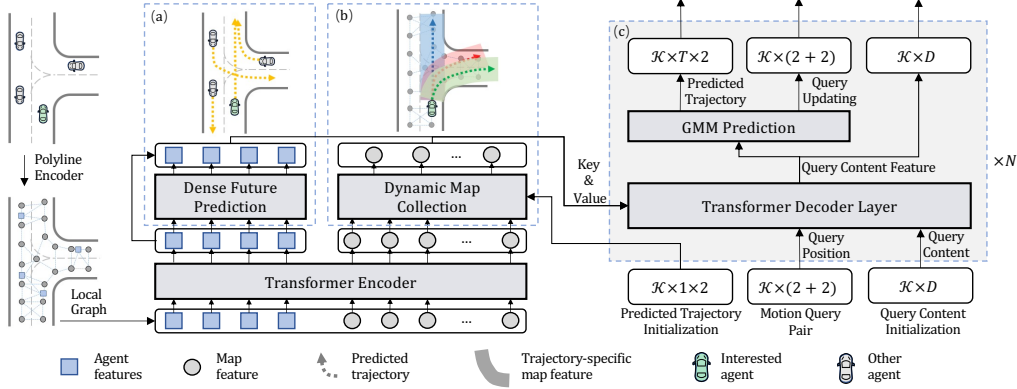 (a)
(b)
(c)
𝒦×T×2
𝒦×(2 + 2)
𝒦×D
Predicted
Trajectory
Query
Updating
GMM Prediction
Query Content Feature
×N
Polyline
Encoder
Dense Future
Prediction
...
Dynamic Map
Collection
Key
&
Value
Transformer Decoder Layer
...
Query
Position
Query
Content
Transformer Encoder
𝒦×1×2
𝒦×(2 + 2)
𝒦×D
Local
Graph
...
Predicted Trajectory
Initialization
Motion Query
Pair
Query Content
Initialization
Agent
features
Map
feature
Predicted
trajectory
Trajectory-specific
map feature
Interested
agent
Other
agent